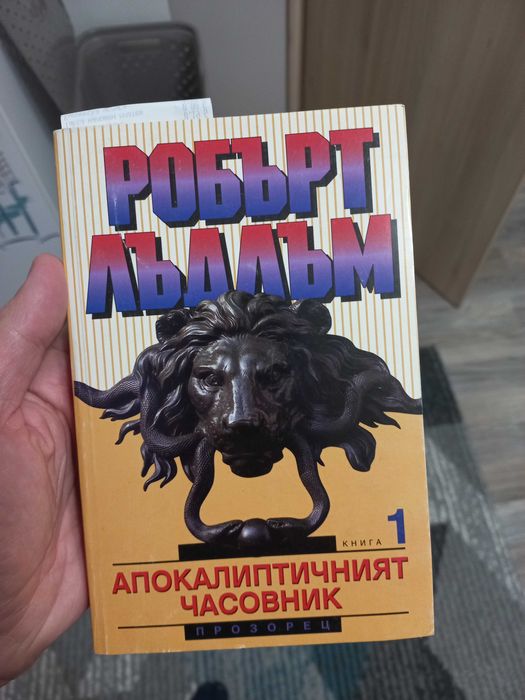 РОБЪРТ
ЛЪДЛЪМ
КНИГА 1
АПОКАЛИПТИЧНИЯТ
ЧАСОВНИК
ПРОЗОРЕЦ